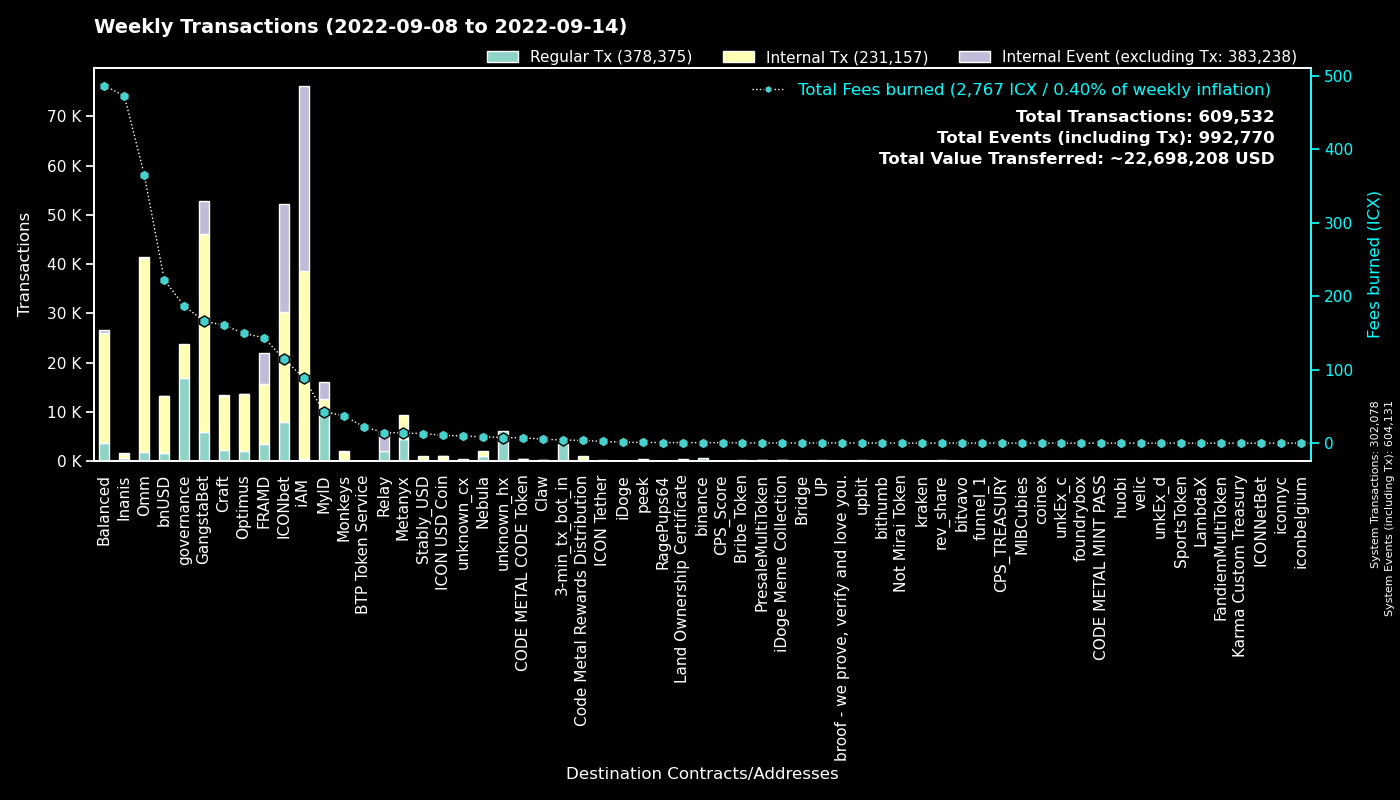 Weekly Transactions (2022-09-08 to 2022-09-14)
Regular Tx (378,375)
Internal Tx (231,157)
Internal Event (excluding Tx: 383,238)
Total Fees burned (2,767 ICX / 0.40% of weekly inflation)
Total Transactions: 609,532
Total Events (including Tx): 992,770
Total Value Transferred: ~22,698,208 USD
Transactions
70 K
60 K
50 K
40 K
30 K
20 K
10 K
0 K
500
400
300
200
100
0
Fees burned (ICX)
System Transactions: 302,078
System Events (including Tx): 604,131
Balanced
Inanis
Omm
bnUSD
governance
GangstaBet
Craft
Optimus
FRAMD
ICONbet
iAM
MyID
Monkeys
BTP Token Service
Relay
Metanyx
Stably_USD
ICON USD Coin
unknown_cx
Nebula
unknown_hx
CODE METAL CODE Token
Claw
3-min_tx_bot_in
Code Metal Rewards Distribution
ICON Tether
iDoge
peek
RagePups64
Land Ownership Certificate
binance
CPS_Score
Bribe Token
PresaleMultiToken
iDoge Meme Collection
Bridge
UP
broof - we prove, verify and love you.
upbit
bithumb
Not Mirai Token
kraken
rev_share
bitvavo
funnel_1
CPS_TREASURY
MIBCubies
coinex
unkEx_c
foundrybox
CODE METAL MINT PASS
huobi
velic
unkEx_d
SportsToken
LambdaX
FandiemMultiToken
Karma Custom Treasury
ICONNetBet
iconnyc
iconbelgium
Destination Contracts/Addresses